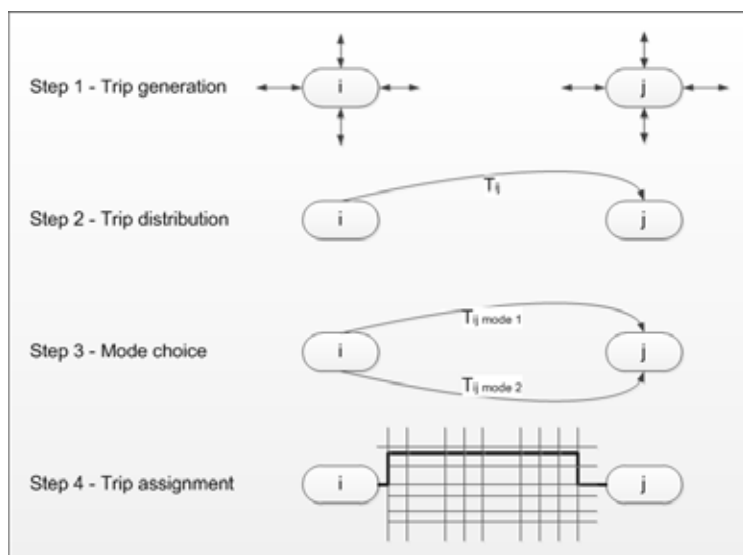 Step 1 - Trip generation
i
j
Step 2 - Trip distribution
i
Tij
j
Step 3 - Mode choice
i
Tij mode 1
Tij mode 2
j
Step 4 - Trip assignment
i
j